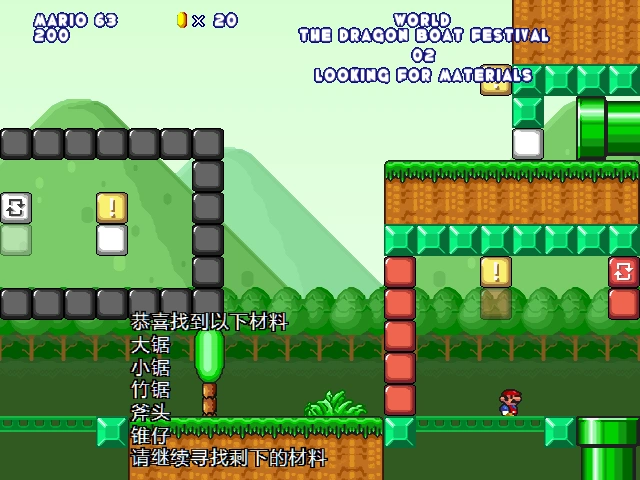 MARIO 63
200
× 20
WORLD
THE DRAGON BOAT FESTIVAL
02
LOOKING FOR MATERIALS
!
!
!
恭喜找到以下材料
大锯
小锯
竹锯
斧头
锥仔
请继续寻找剩下的材料